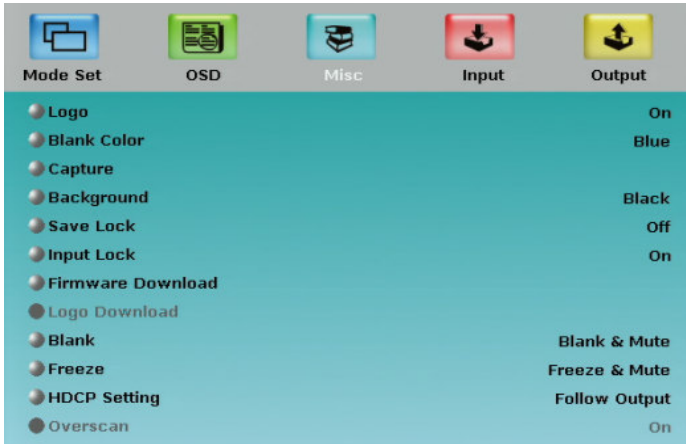 Mode Set OSD Misc Input Output
Logo On
Blank Color Blue
Capture
Background Black
Save Lock Off
Input Lock On
Firmware Download
Logo Download
Blank Blank & Mute
Freeze Freeze & Mute
HDCP Setting Follow Output
Overscan On